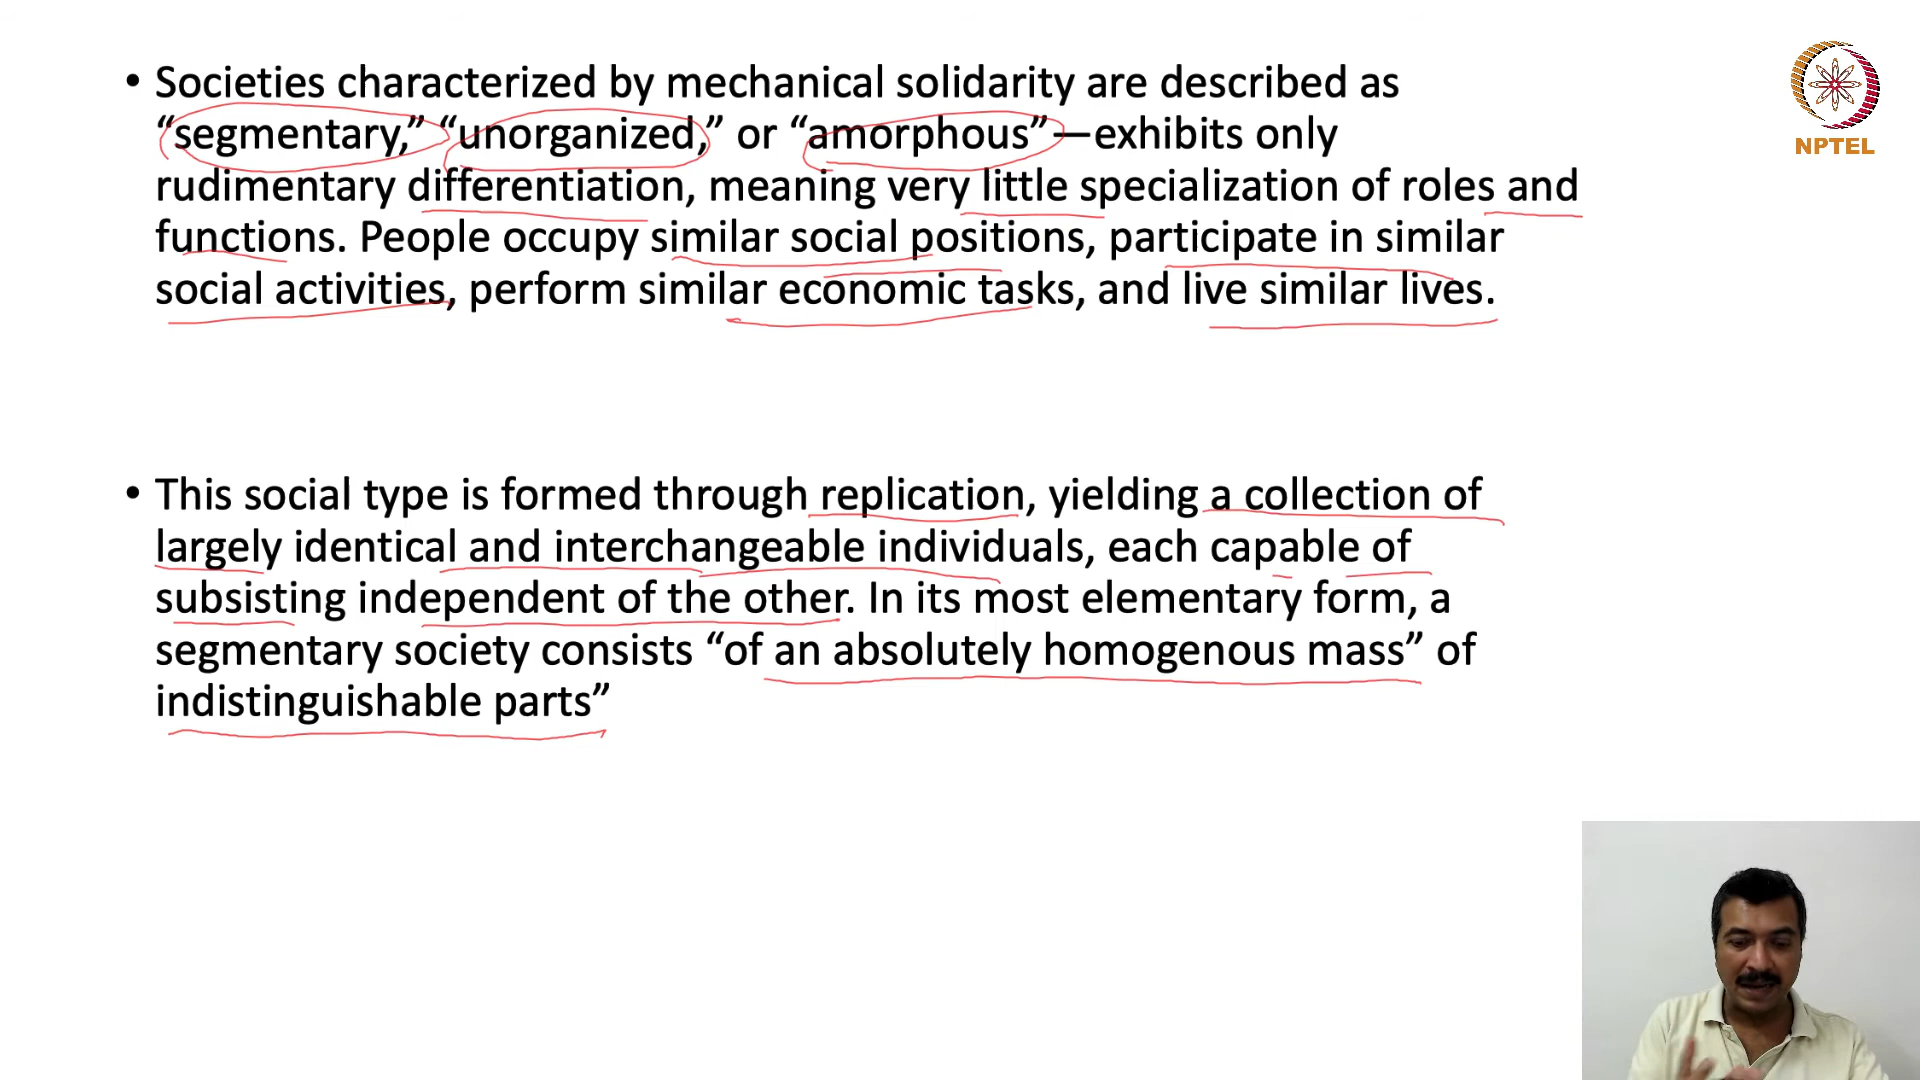 • Societies characterized by mechanical solidarity are described as
“segmentary,” “unorganized,” or “amorphous”—exhibits only
rudimentary differentiation, meaning very little specialization of roles and
functions. People occupy similar social positions, participate in similar
social activities, perform similar economic tasks, and live similar lives.
• This social type is formed through replication, yielding a collection of
largely identical and interchangeable individuals, each capable of
subsisting independent of the other. In its most elementary form, a
segmentary society consists “of an absolutely homogenous mass” of
indistinguishable parts”
NPTEL